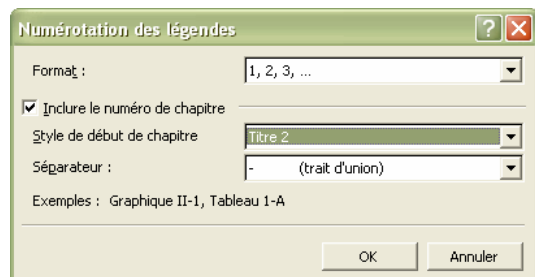 Numérotation des légendes
Format : 1, 2, 3, ...
Inclure le numéro de chapitre
Style de début de chapitre Titre 2
Séparateur : - (trait d'union)
Exemples : Graphique II-1, Tableau 1-A
OK Annuler